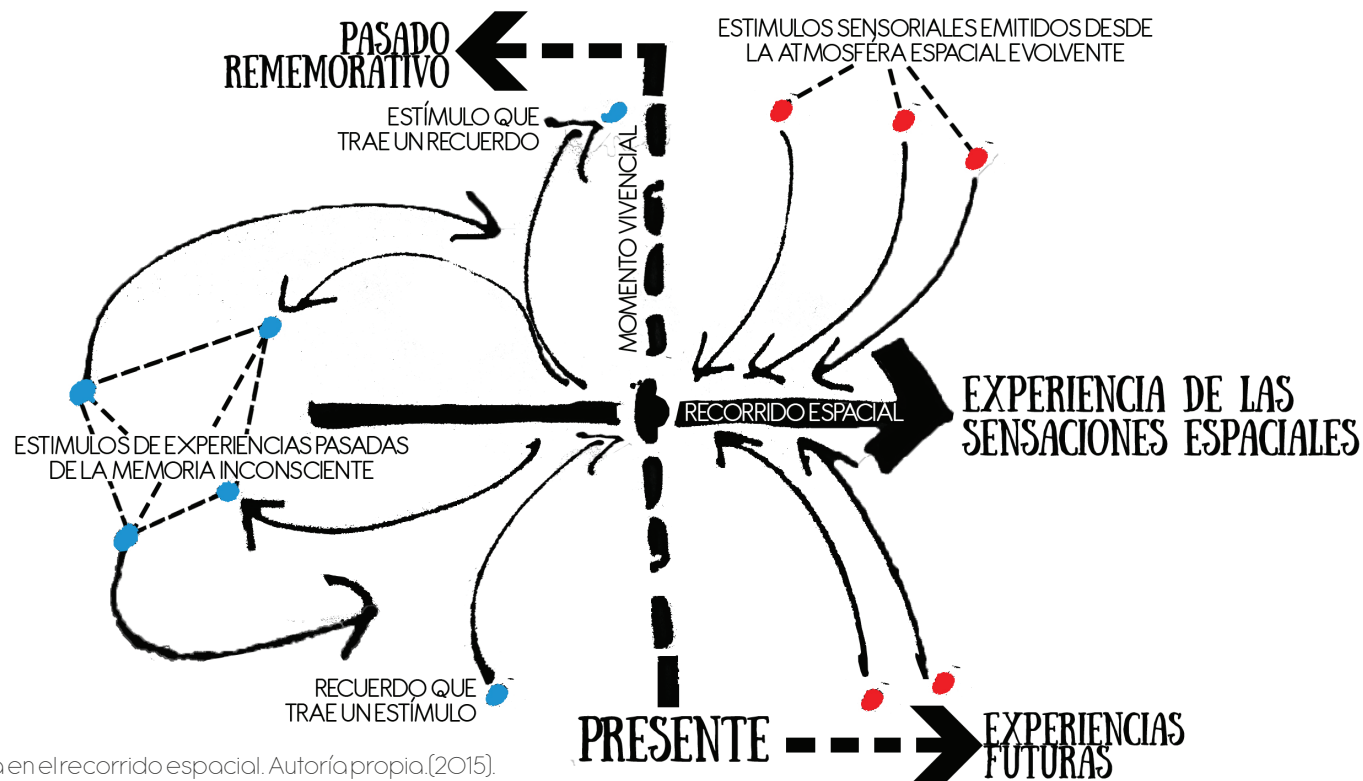 PASADO
REMEMORATIVO
ESTIMULOS SENSORIALES EMITIDOS DESDE
LA ATMOSFÉRA ESPACIAL EVOLVENTE
ESTÍMULO QUE
TRAE UN RECUERDO
MOMENTO VIVENCIAL
RECORRIDO ESPACIAL
EXPERIENCIA DE LAS
SENSACIONES ESPACIALES
ESTIMULOS DE EXPERIENCIAS PASADAS
DE LA MEMORIA INCONSCIENTE
RECUERDO QUE
TRAE UN ESTÍMULO
PRESENTE
EXPERIENCIAS
FUTURAS
en el recorrido espacial. Autoría propia.(2015).